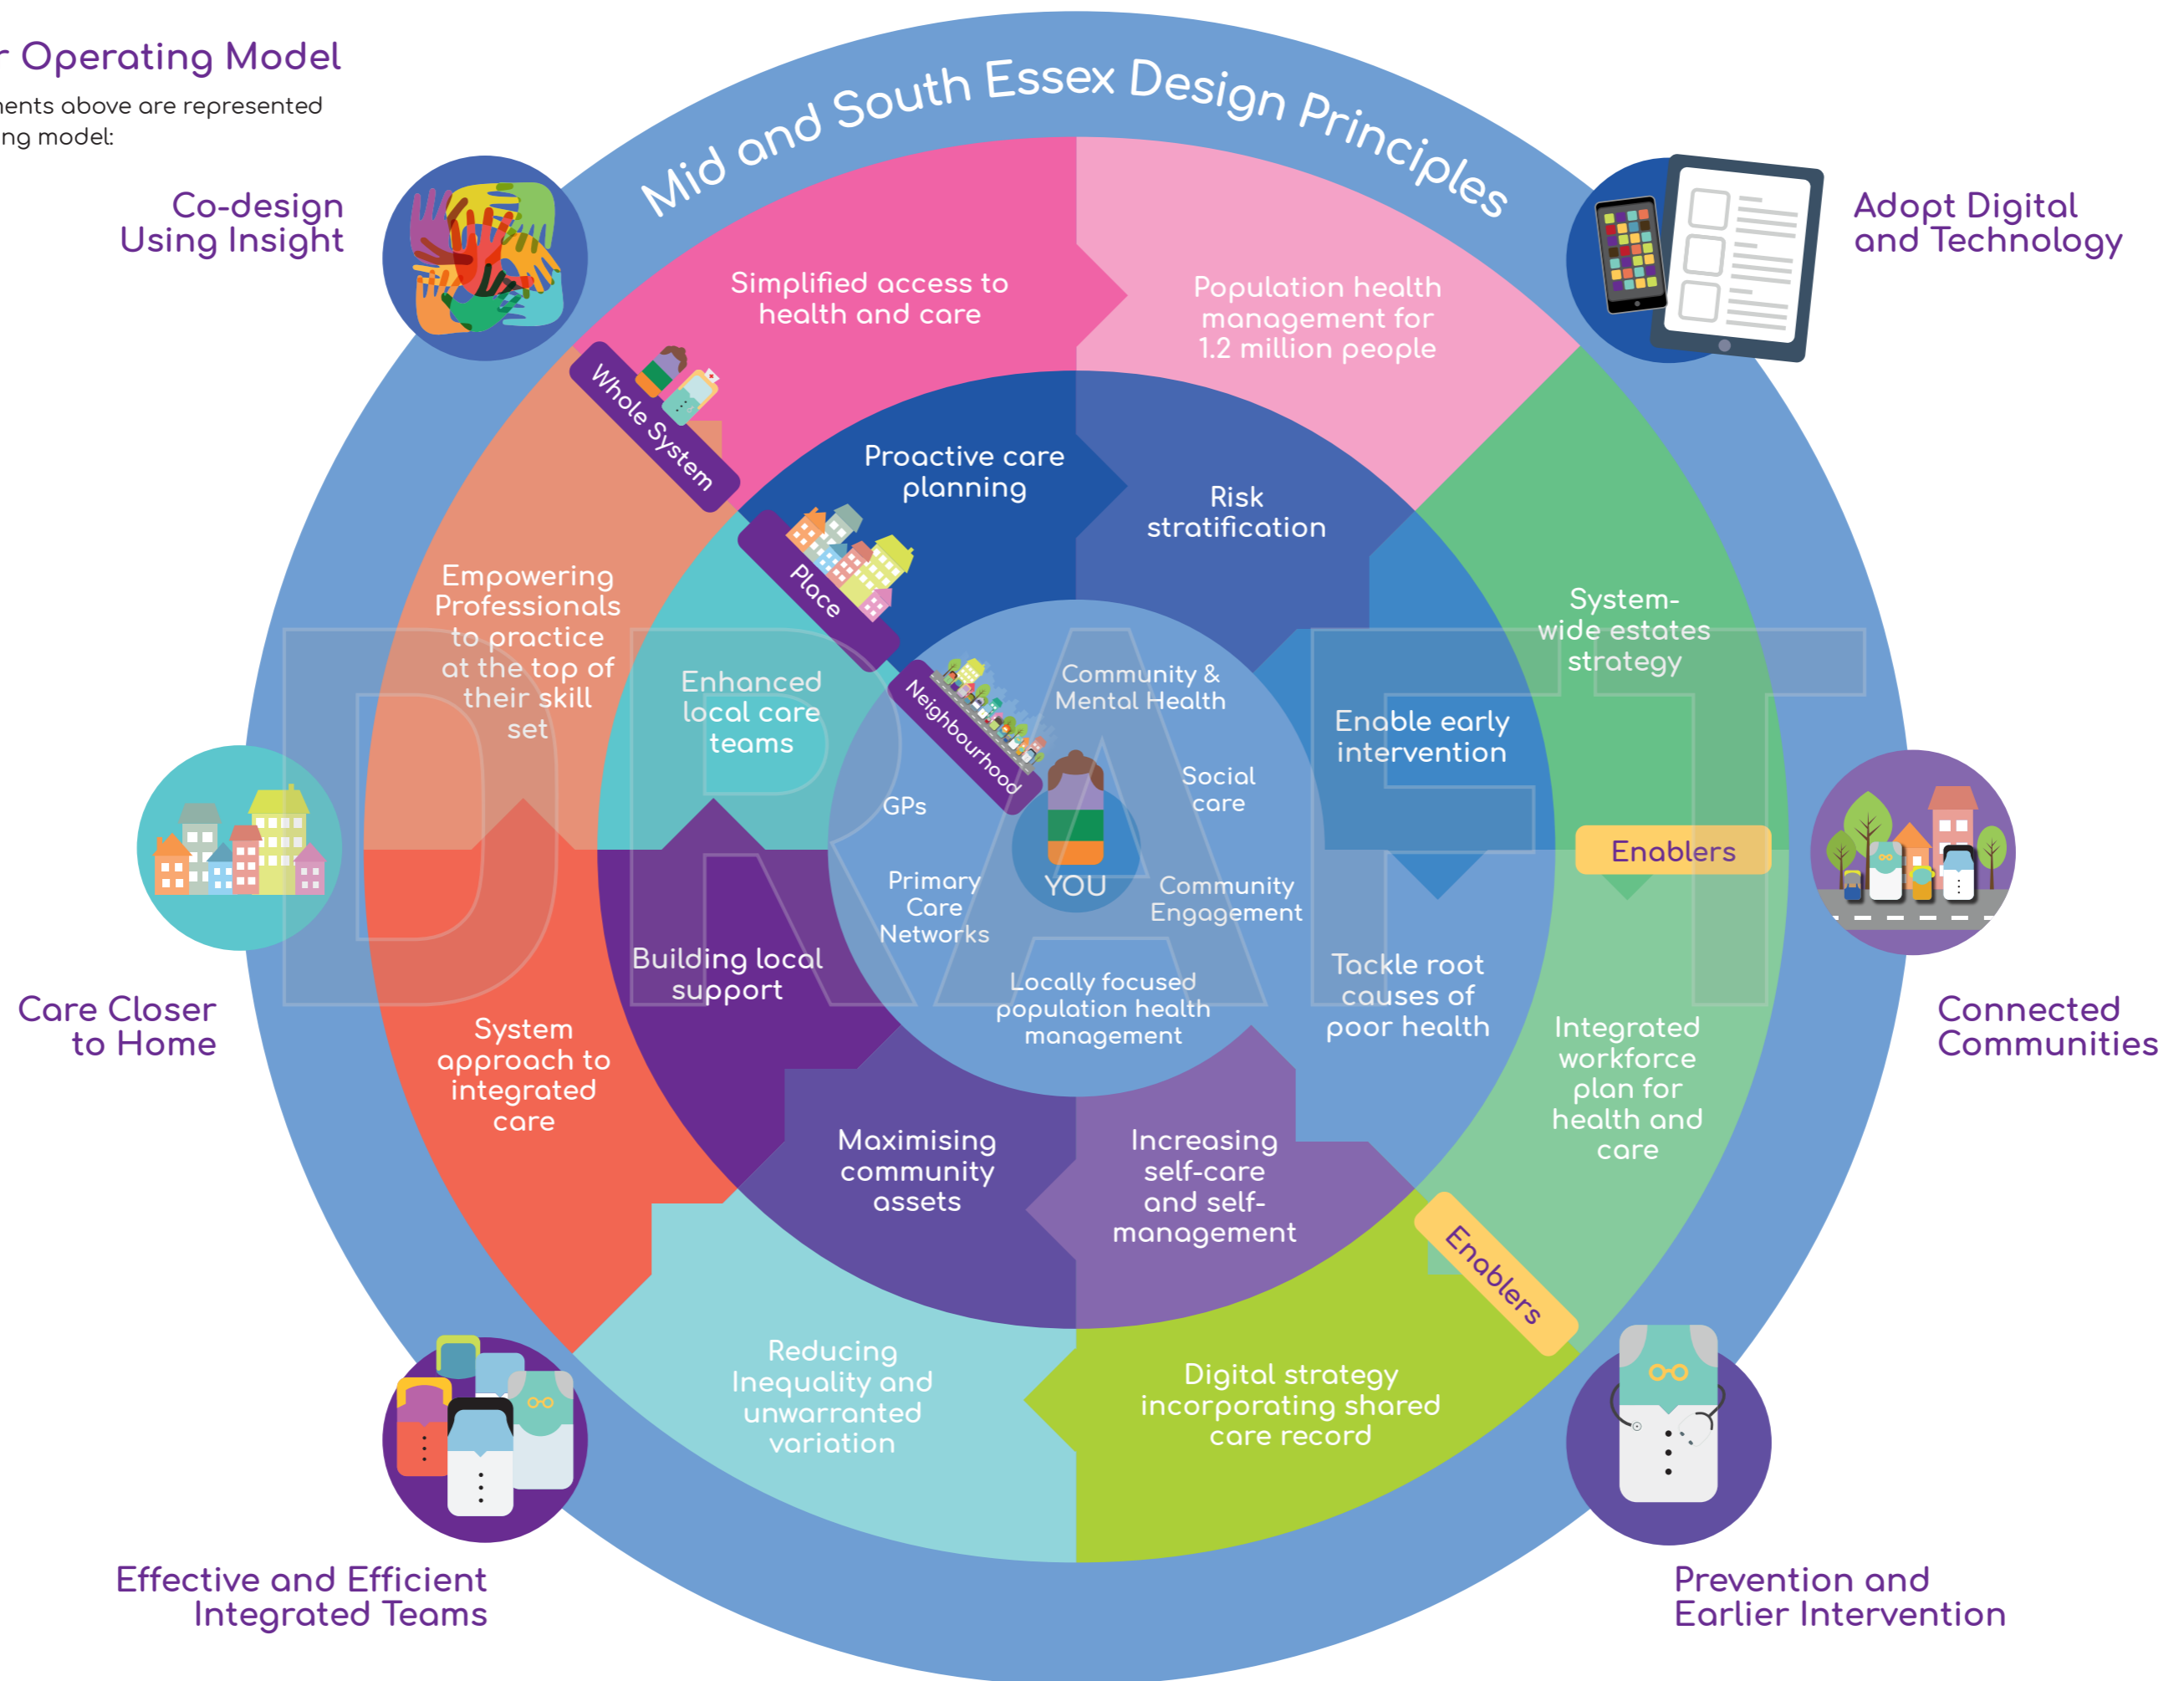 r Operating Model
ents above are represented
ng model:
Mid and South Essex Design Principles
Co-design
Using Insight
Adopt Digital
and Technology
Simplified access to
health and care
Population health
management for
1.2 million people
Whole System
Proactive care
planning
Risk
stratification
Place
Empowering
Professionals
to practice
at the top of
their skill
set
System-
wide estates
strategy
Enhanced
local care
teams
Neighbourhood
Community &
Mental Health
Enable early
intervention
Social
care
GPs
Enablers
YOU
Primary
Care
Networks
Community
Engagement
DRAFT
Building local
support
Locally focused
population health
management
Tackle root
causes of
poor health
Care Closer
to Home
Connected
Communities
System
approach to
integrated
care
Integrated
workforce
plan for
health and
care
Maximising
community
assets
Increasing
self-care
and self-
management
Enablers
Reducing
Inequality and
unwarranted
variation
Digital strategy
incorporating shared
care record
Effective and Efficient
Integrated Teams
Prevention and
Earlier Intervention